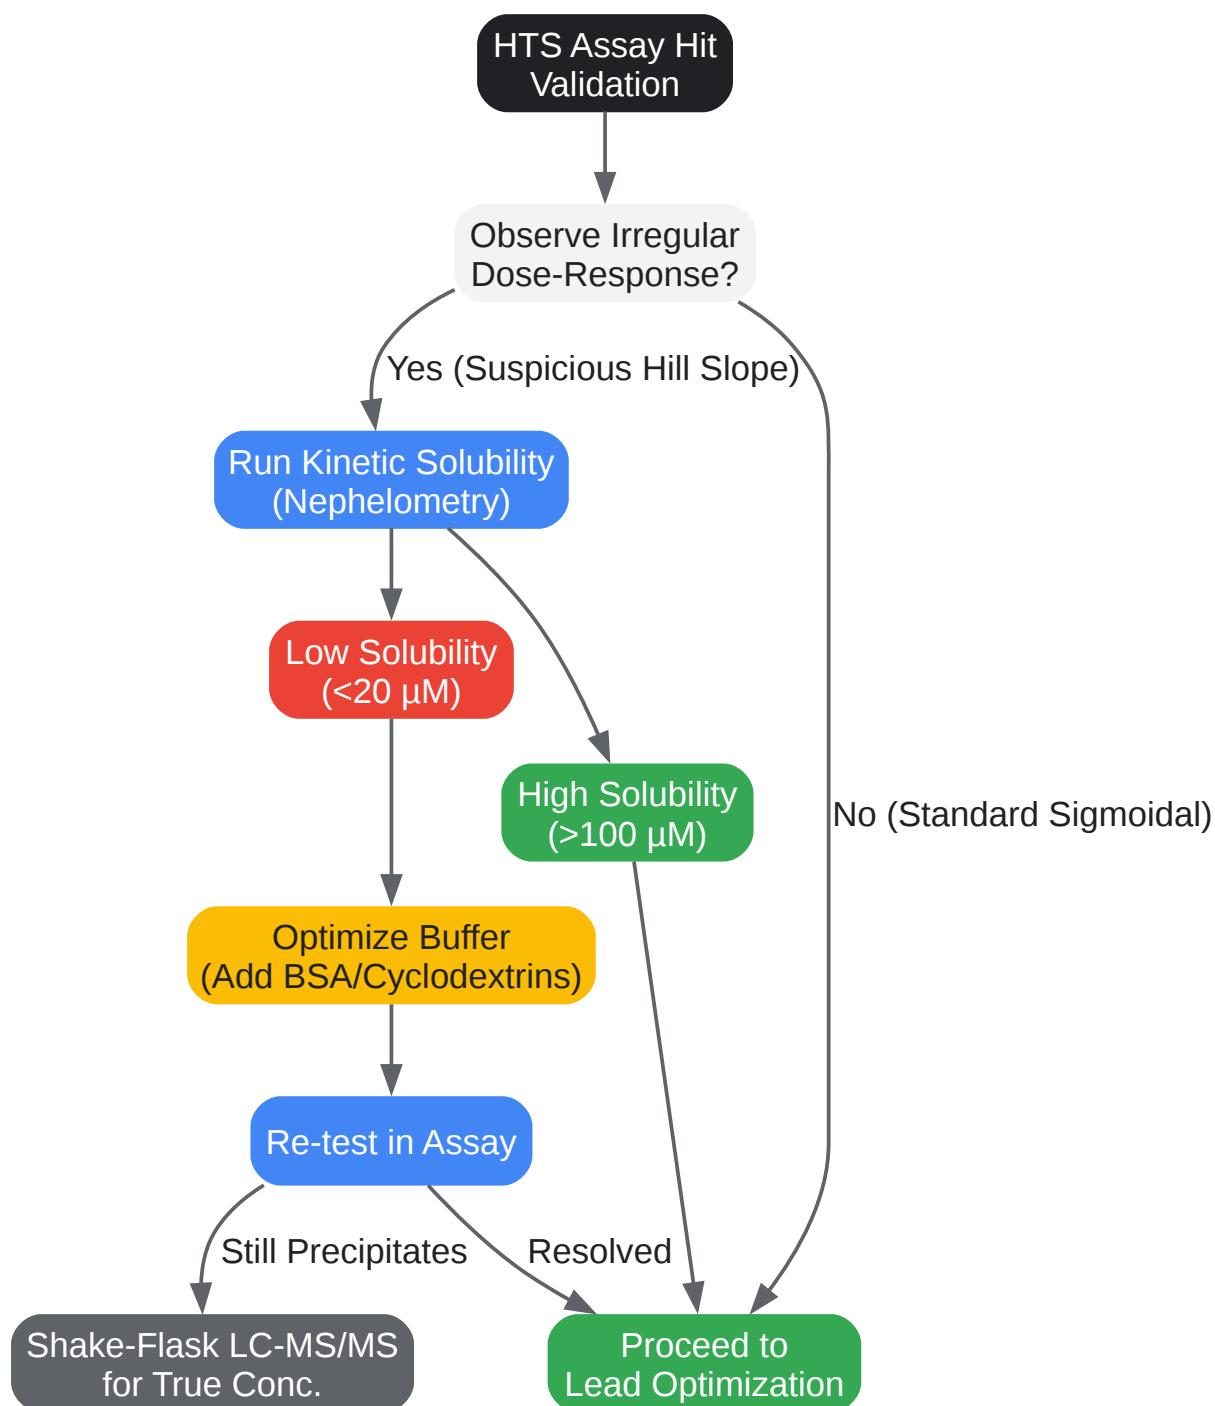 HTS Assay Hit
Validation
Observe Irregular
Dose-Response?
Yes (Suspicious Hill Slope)
Run Kinetic Solubility
(Nephelometry)
Low Solubility
(<20 µM)
High Solubility
(>100 µM)
No (Standard Sigmoidal)
Optimize Buffer
(Add BSA/Cyclodextrins)
Re-test in Assay
Still Precipitates
Resolved
Shake-Flask LC-MS/MS
for True Conc.
Proceed to
Lead Optimization